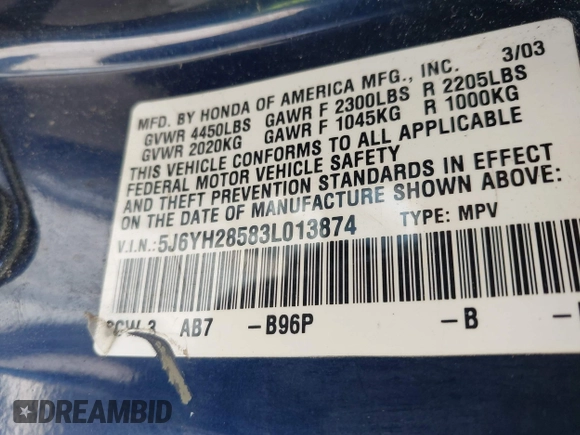 MFD. BY HONDA OF AMERICA MFG., INC. 3/03
GVWR 4450LBS GAWR F 2300LBS R 2205LBS
GVWR 2020KG GAWR F 1045KG R 1000KG
THIS VEHICLE CONFORMS TO ALL APPLICABLE
FEDERAL MOTOR VEHICLE SAFETY
AND THEFT PREVENTION STANDARDS IN EFFECT
ON THE DATE OF MANUFACTURE SHOWN ABOVE:
V.I.N.:5J6YH28583L013874 TYPE: MPV
AB7 -B96P -B
DREAMBID